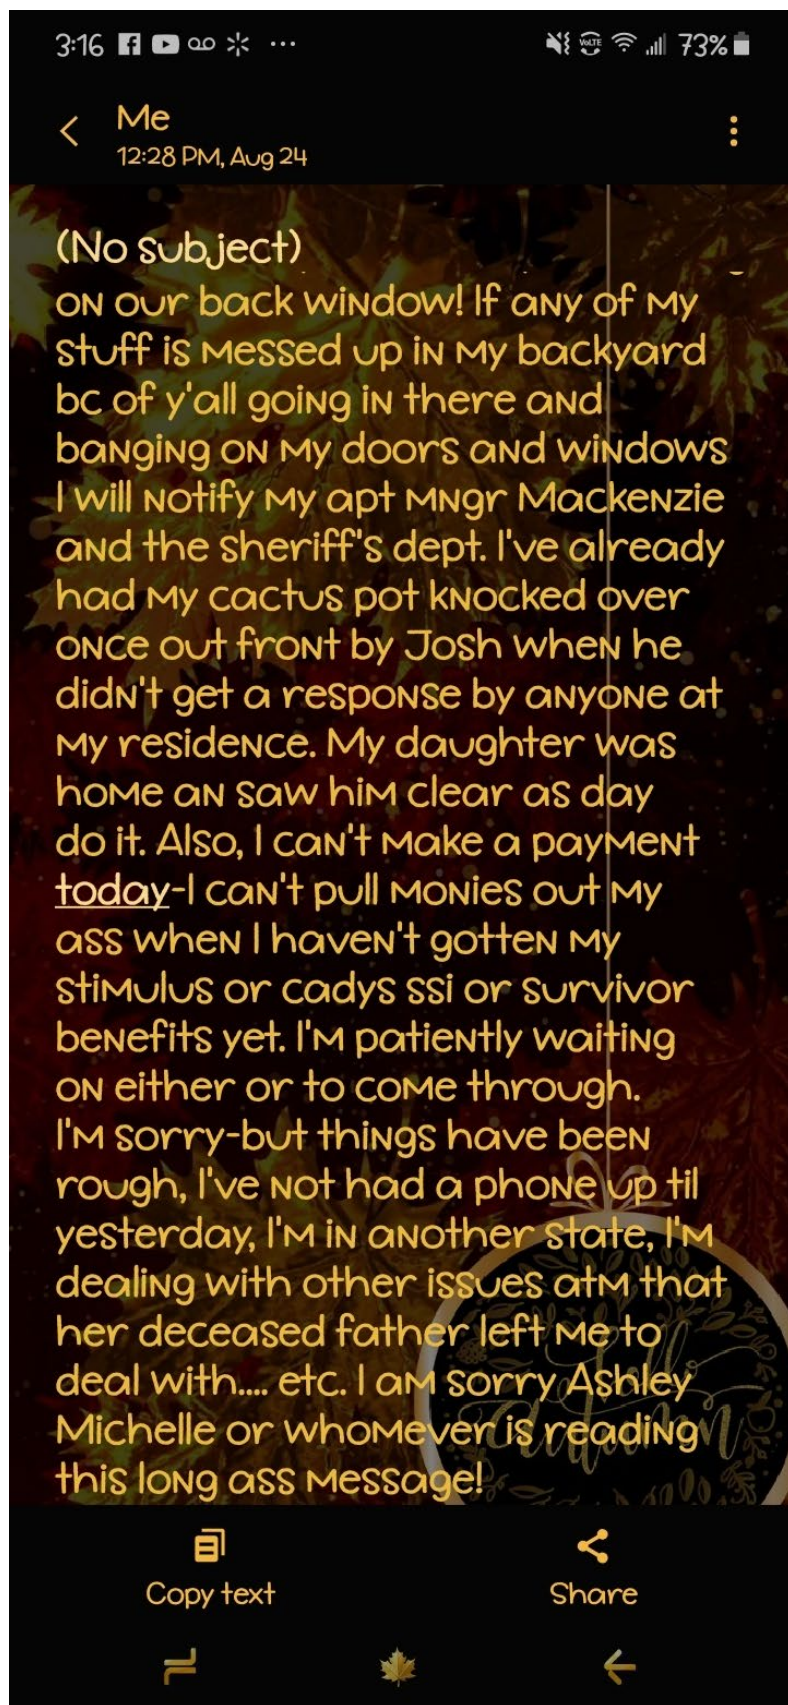 3:16
VoLTE
73%
Me
12:28 PM, Aug 24
(No subject)
on our back window! If any of my
stuff is messed up in my backyard
bc of y'all going in there and
banging on my doors and windows
I will notify my apt mngr Mackenzie
and the sheriff's dept. I've already
had my cactus pot knocked over
once out front by Josh when he
didn't get a response by anyone at
my residence. My daughter was
home an saw him clear as day
do it. Also, I can't make a payment
today-I can't pull monies out my
ass when I haven't gotten my
stimulus or cadys ssi or survivor
benefits yet. I'm patiently waiting
on either or to come through.
I'm sorry-but things have been
rough, I've not had a phone up til
yesterday, I'm in another state, I'm
dealing with other issues atm that
her deceased father left me to
deal with.... etc. I am sorry Ashley
Michelle or whomever is reading
this long ass message!
autumn
Copy text
Share